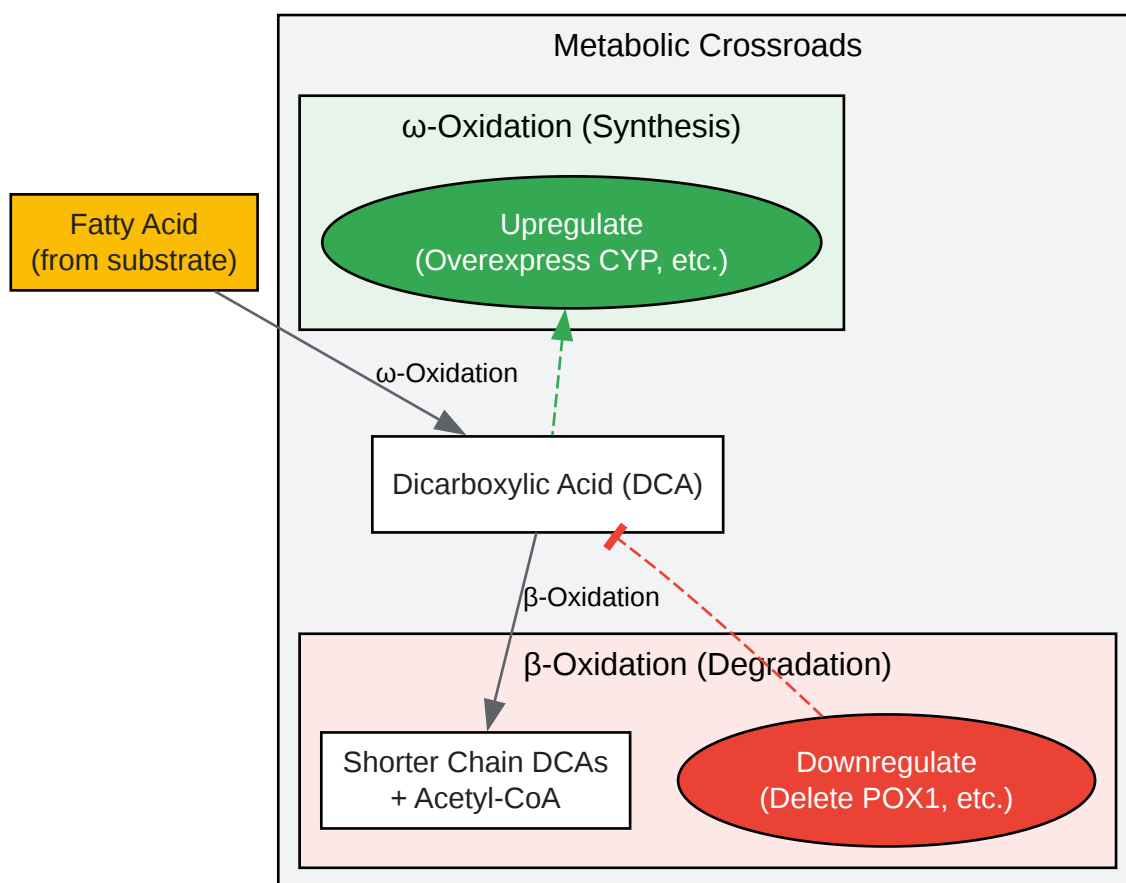 Metabolic Crossroads
ω-Oxidation (Synthesis)
Upregulate
(Overexpress CYP, etc.)
Fatty Acid
(from substrate)
ω-Oxidation
Dicarboxylic Acid (DCA)
β-Oxidation
β-Oxidation (Degradation)
Shorter Chain DCAs
+ Acetyl-CoA
Downregulate
(Delete POX1, etc.)